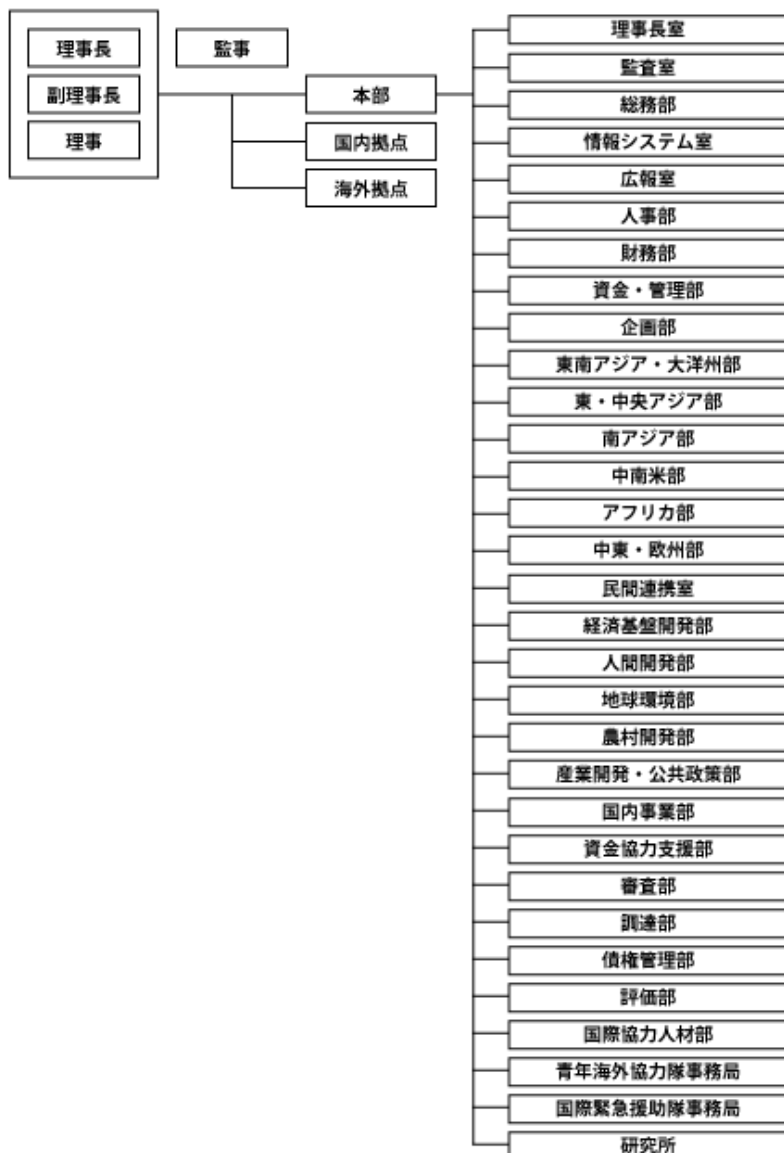 理事長
副理事長
理事
監事
本部
国内拠点
海外拠点
理事長室
監査室
総務部
情報システム室
広報室
人事部
財務部
資金・管理部
企画部
東南アジア・大洋州部
東・中央アジア部
南アジア部
中南米部
アフリカ部
中東・欧州部
民間連携室
経済基盤開発部
人間開発部
地球環境部
農村開発部
産業開発・公共政策部
国内事業部
資金協力支援部
審査部
調達部
債権管理部
評価部
国際協力人材部
青年海外協力隊事務局
国際緊急援助隊事務局
研究所